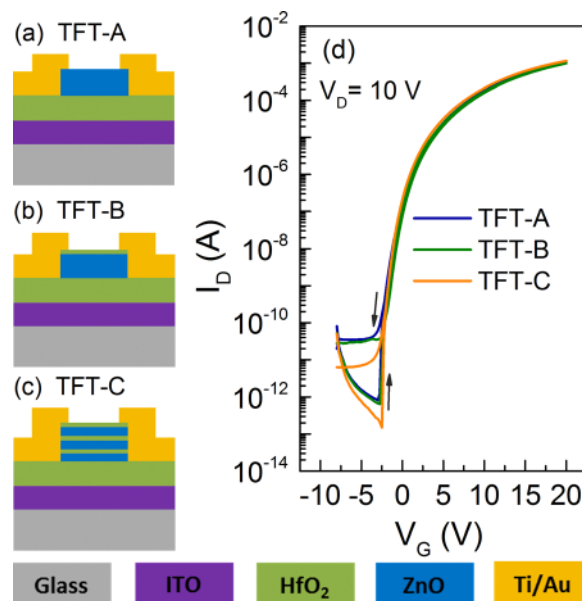 (a) TFT-A
(b) TFT-B
(c) TFT-C
(d)
V_D= 10 V
TFT-A
TFT-B
TFT-C
I_D (A)
10^-2
10^-4
10^-6
10^-8
10^-10
10^-12
10^-14
-10 -5 0 5 10 15 20
V_G (V)
Glass ITO HfO₂ ZnO Ti/Au